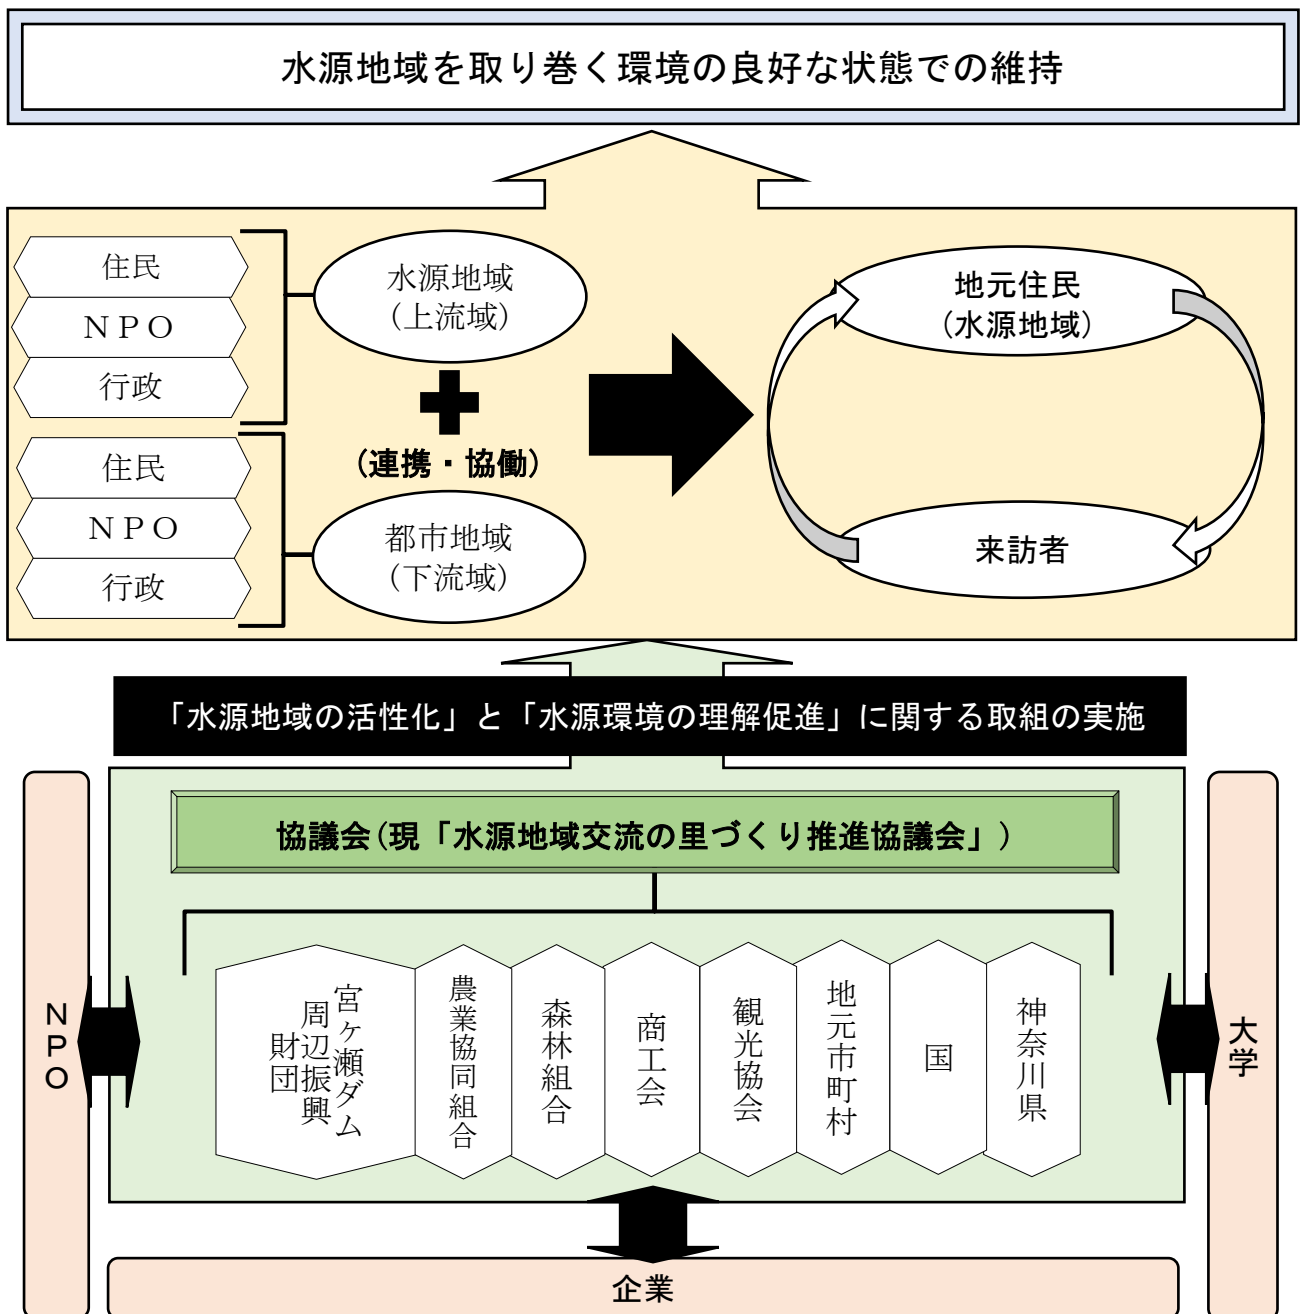 水源地域を取り巻く環境の良好な状態での維持
住民
ＮＰＯ
行政
水源地域
（上流域）
住民
ＮＰＯ
行政
(連携・協働)
都市地域
（下流域）
地元住民
(水源地域)
来訪者
「水源地域の活性化」と「水源環境の理解促進」に関する取組の実施
協議会(現「水源地域交流の里づくり推進協議会」)
宮ヶ瀬ダム
周辺振興
財団
農業協同組合
森林組合
商工会
観光協会
地元市町村
国
神奈川県
ＮＰＯ
大学
企業